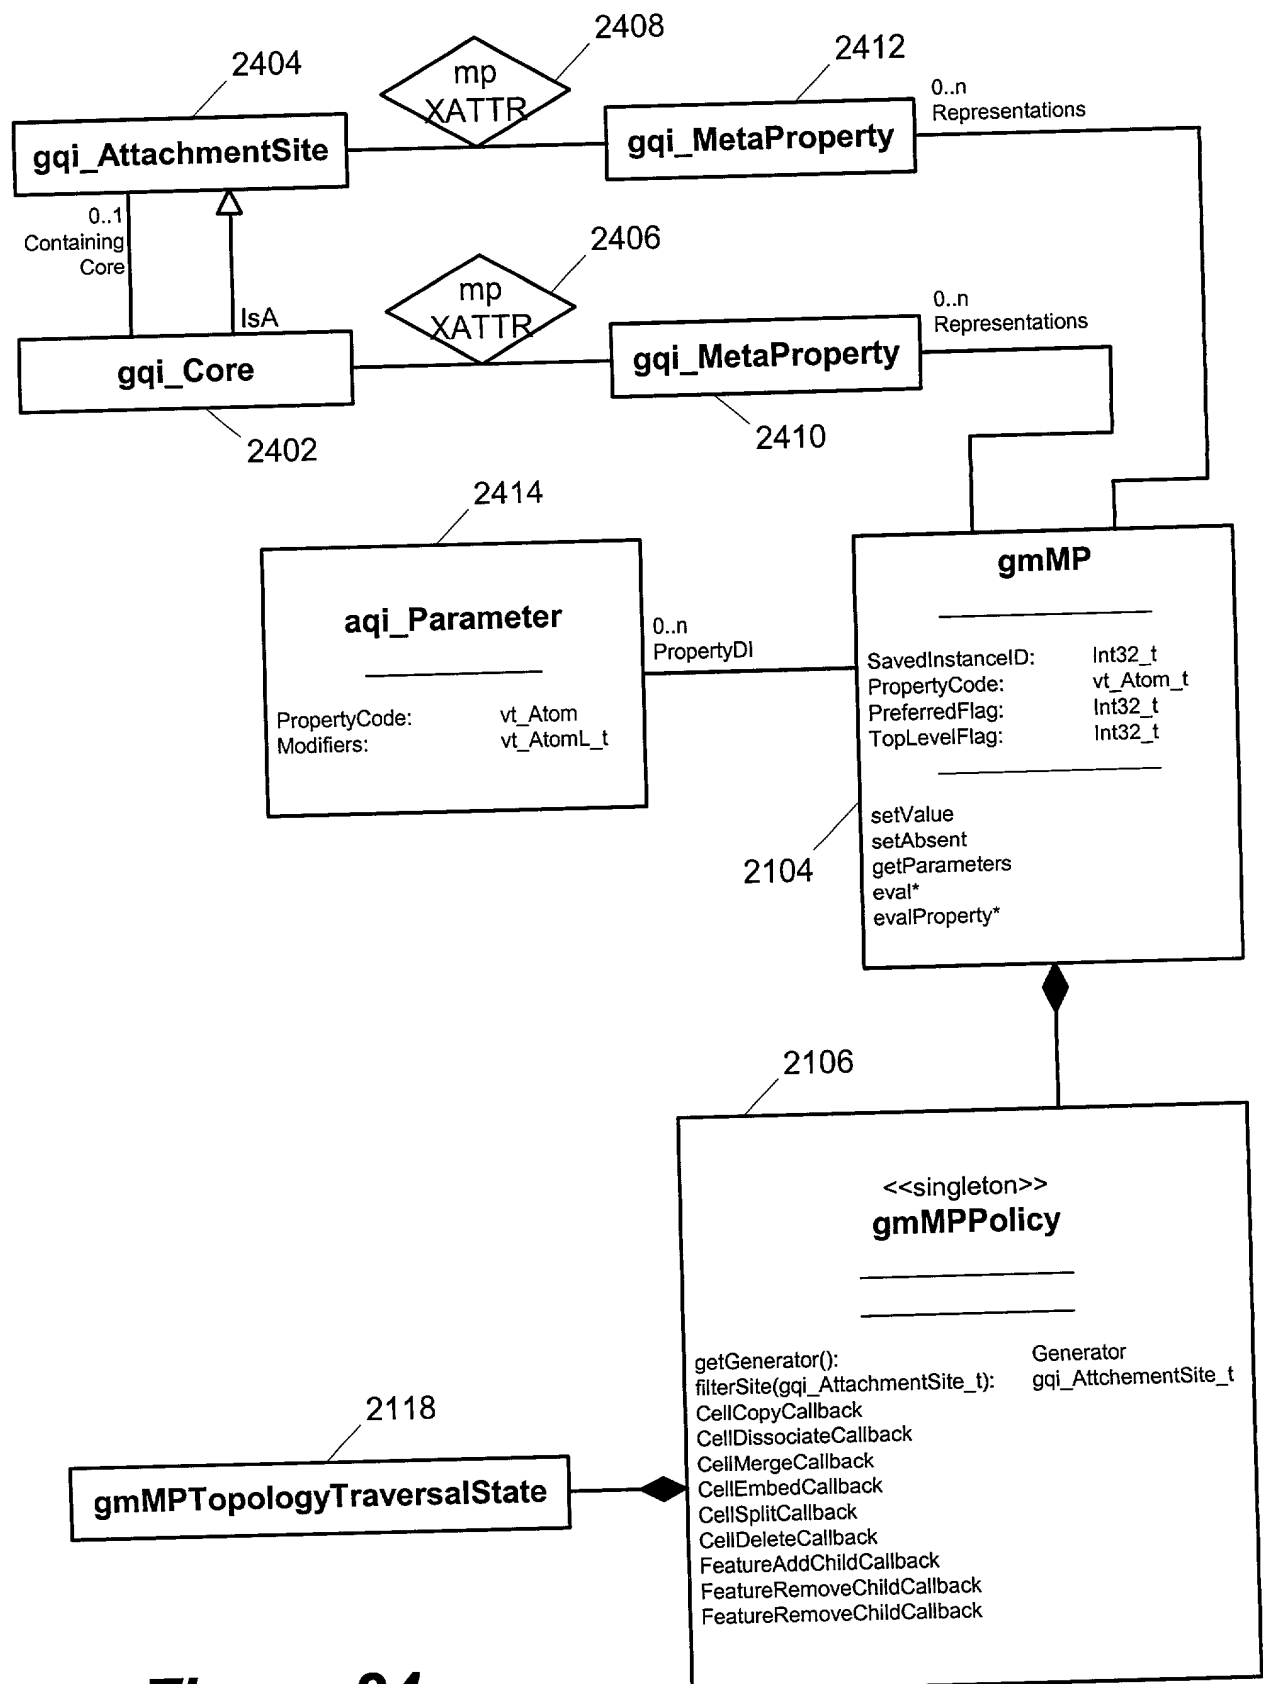 2408
2404
2412
mp
XATTR
0..n
Representations
gqi_AttachmentSite
gqi_MetaProperty
0..1
Containing
Core
2406
mp
XATTR
0..n
Representations
IsA
gqi_Core
gqi_MetaProperty
2402
2410
2414
gmMP
aqi_Parameter
0..n
PropertyDI
SavedInstanceID: Int32_t
PropertyCode: vt_Atom_t
PreferredFlag: Int32_t
TopLevelFlag: Int32_t
PropertyCode: vt_Atom
Modifiers: vt_AtomL_t
setValue
setAbsent
getParameters
eval*
evalProperty*
2104
2106
<<singleton>>
gmMPPolicy
getGenerator(): Generator
filterSite(gqi_AttachmentSite_t): gqi_AttchementSite_t
CellCopyCallback
CellDissociateCallback
CellMergeCallback
CellEmbedCallback
CellSplitCallback
CellDeleteCallback
FeatureAddChildCallback
FeatureRemoveChildCallback
FeatureRemoveChildCallback
2118
gmMPTopologyTraversalState